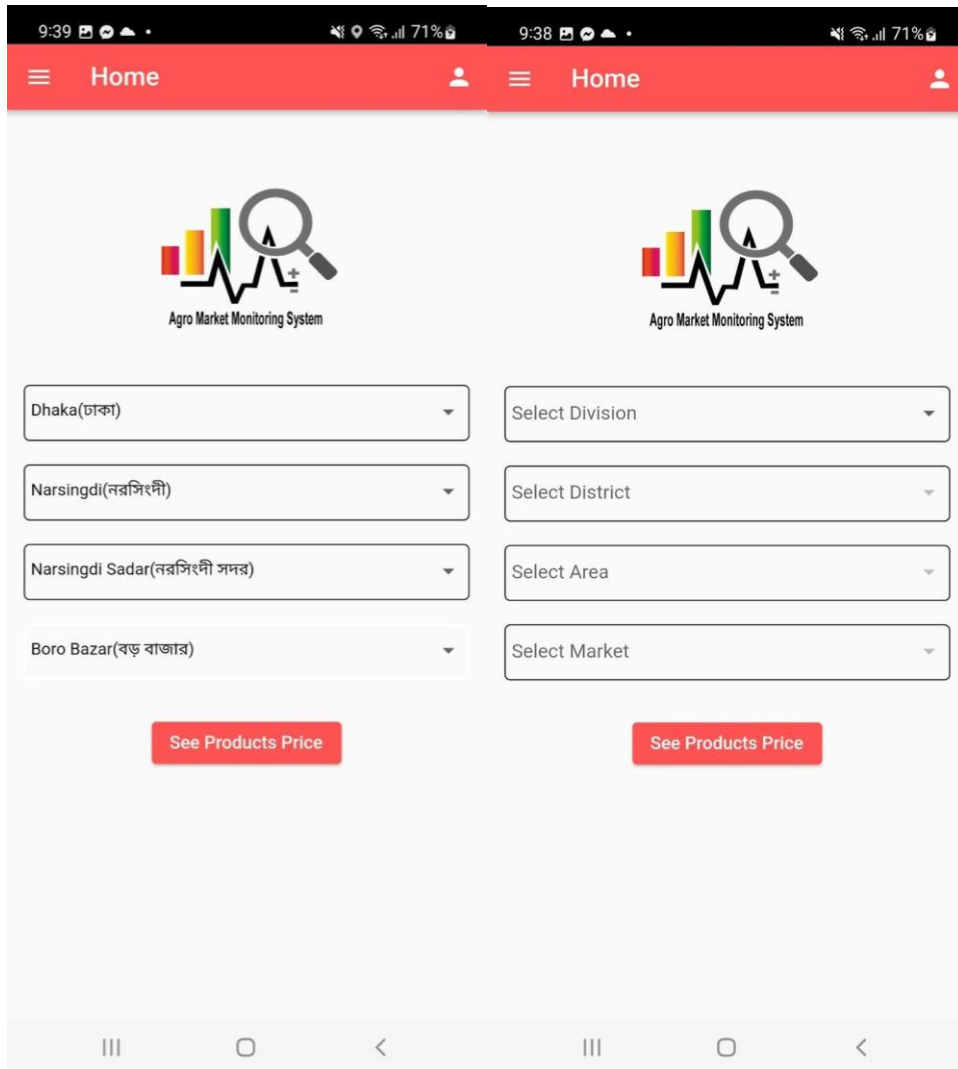 9:39
71%
Home
Agro Market Monitoring System
Dhaka(ঢাকা)
Narsingdi(নরসিংদী)
Narsingdi Sadar(নরসিংদী সদর)
Boro Bazar(বড় বাজার)
See Products Price
9:38
71%
Home
Agro Market Monitoring System
Select Division
Select District
Select Area
Select Market
See Products Price